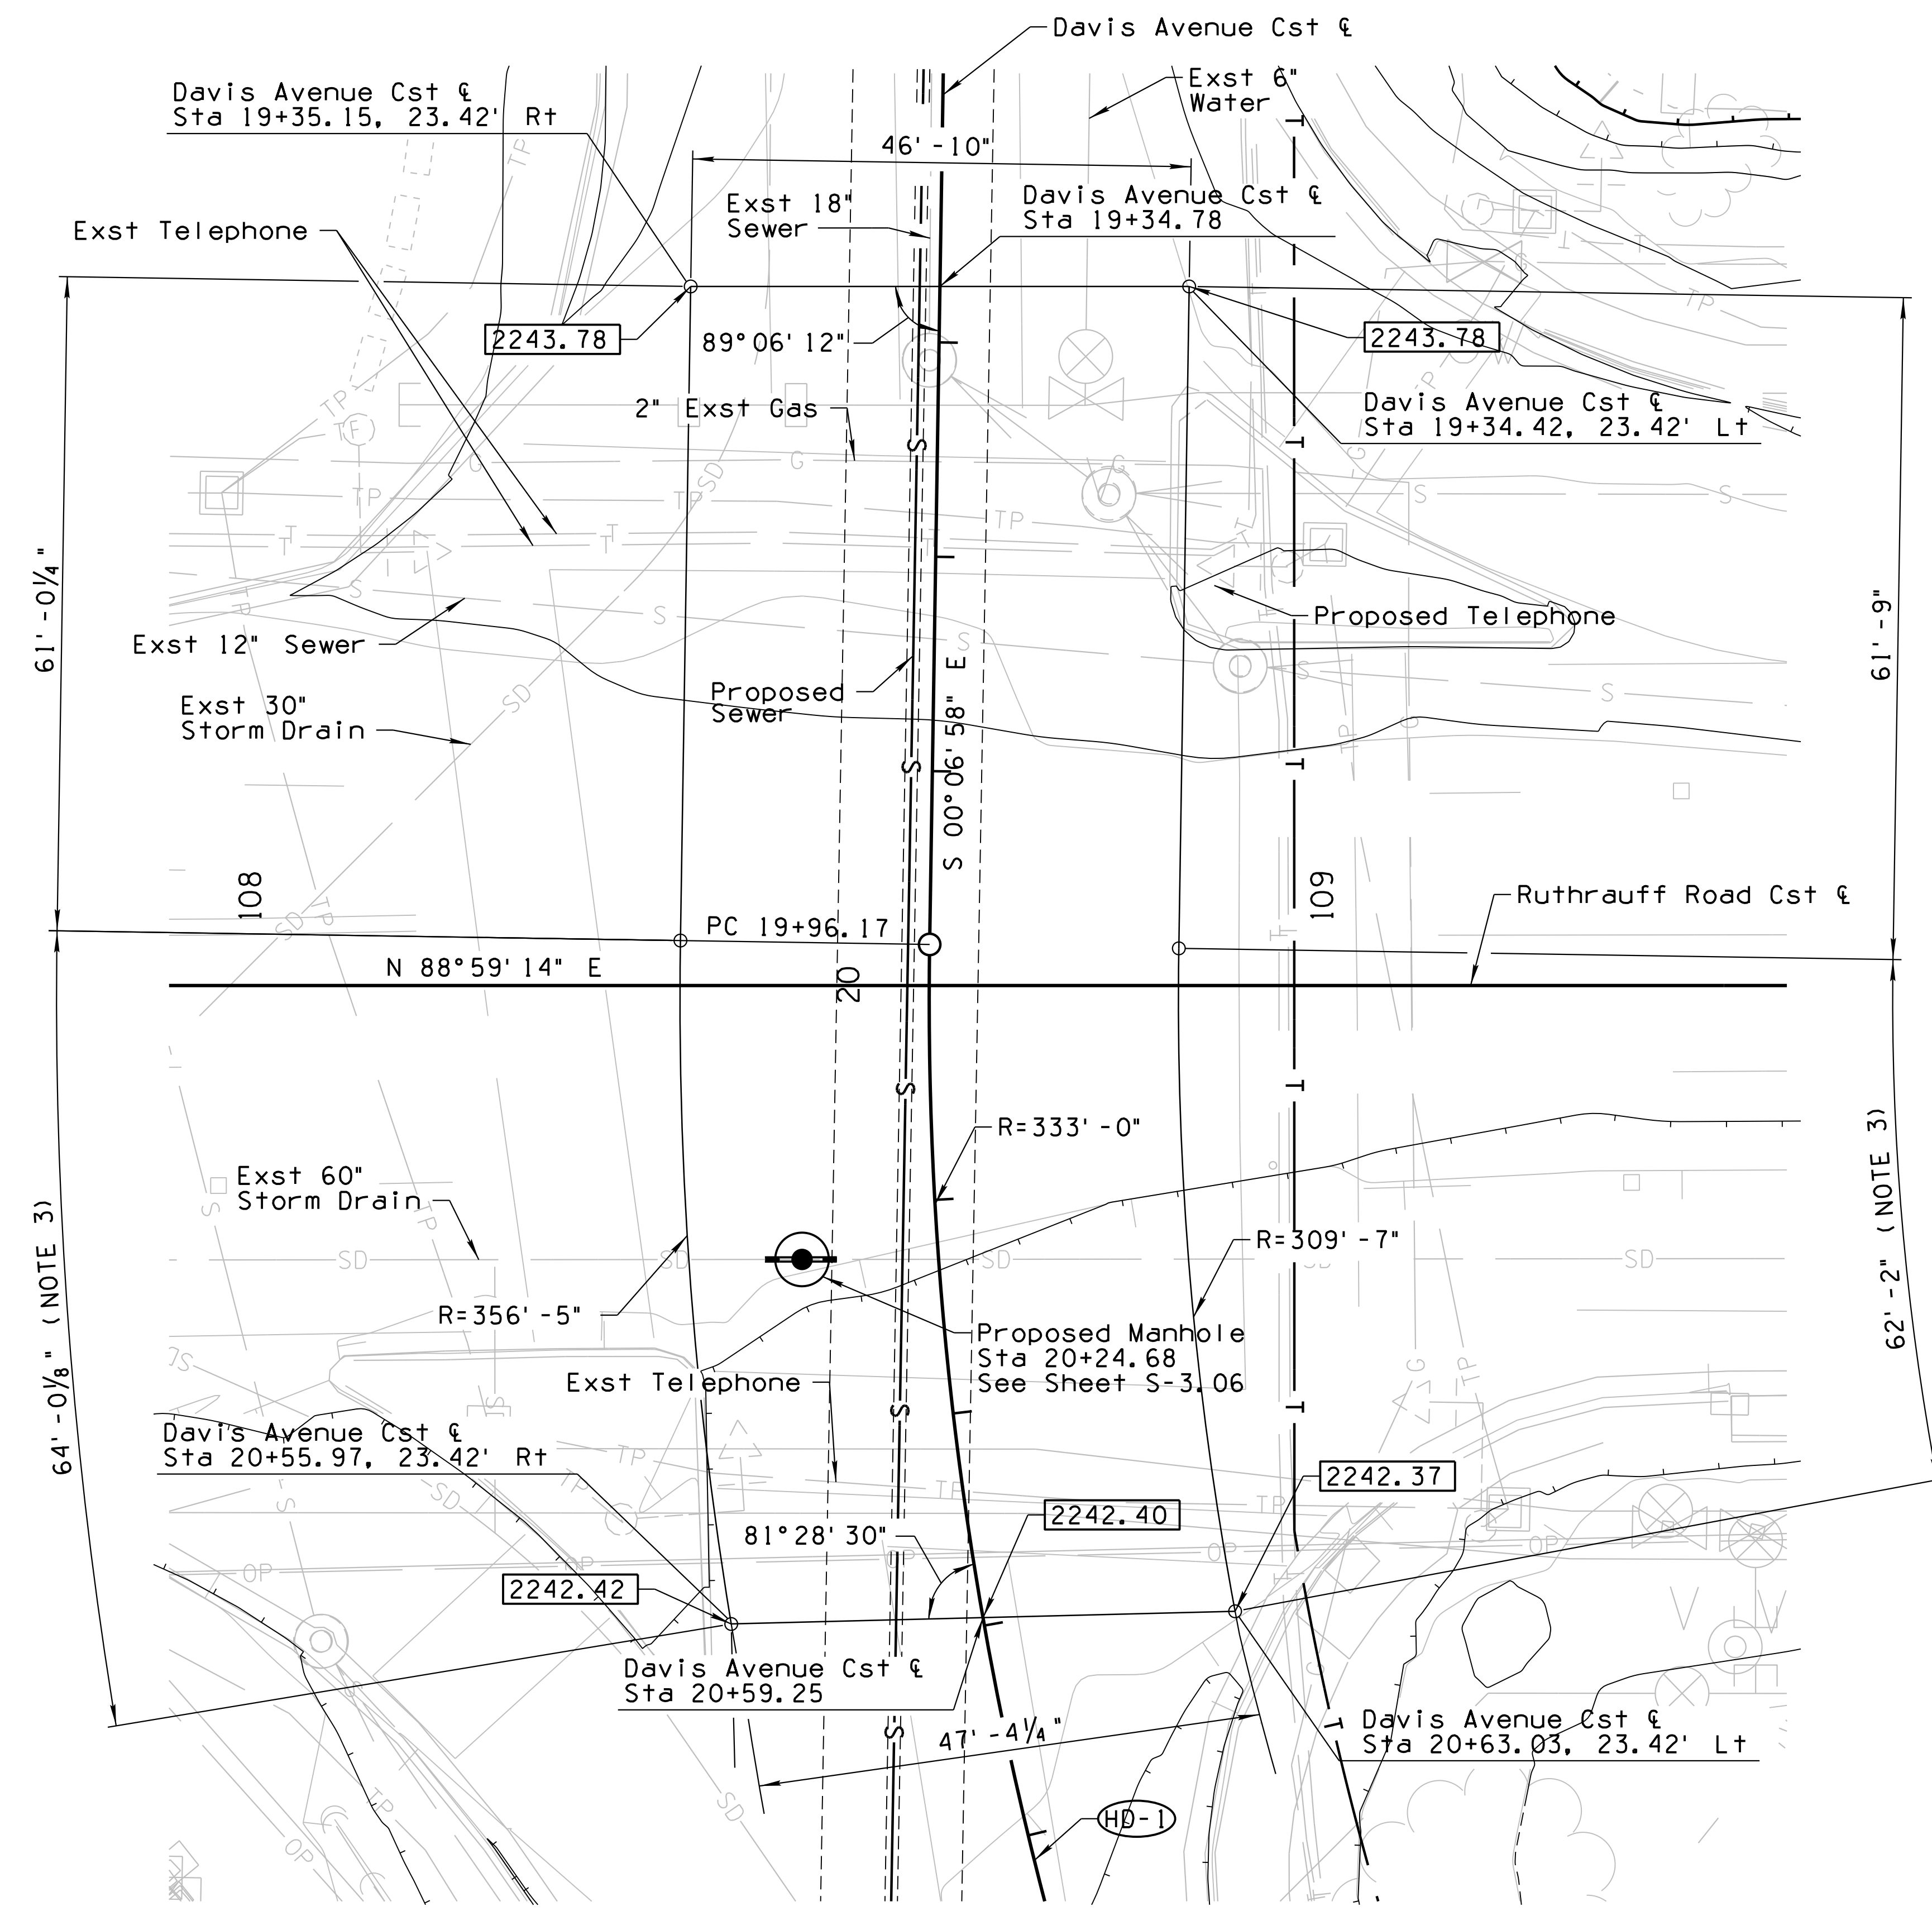 Davis Avenue Cst ℄
Davis Avenue Cst ℄
Sta 19+35.15, 23.42' Rt
Exst 6"
Water
46'-10"
Exst 18"
Sewer
Davis Avenue Cst ℄
Sta 19+34.78
Exst Telephone
2243.78
89°06'12"
2243.78
2" Exst Gas
Davis Avenue Cst ℄
Sta 19+34.42, 23.42' Lt
61'-0¼"
61'-9"
Exst 12" Sewer
Proposed Telephone
Proposed
Sewer
S 00°06'58" E
Exst 30"
Storm Drain
108
109
Ruthrauff Road Cst ℄
PC 19+96.17
N 88°59'14" E
20
R=333'-0"
Exst 60"
Storm Drain
R=309'-7"
R=356'-5"
64'-0⅛" (NOTE 3)
62'-2" (NOTE 3)
Proposed Manhole
Sta 20+24.68
See Sheet S-3.06
Exst Telephone
Davis Avenue Cst ℄
Sta 20+55.97, 23.42' Rt
2242.37
2242.40
81°28'30"
2242.42
Davis Avenue Cst ℄
Sta 20+59.25
47'-4¼"
Davis Avenue Cst ℄
Sta 20+63.03, 23.42' Lt
HD-1